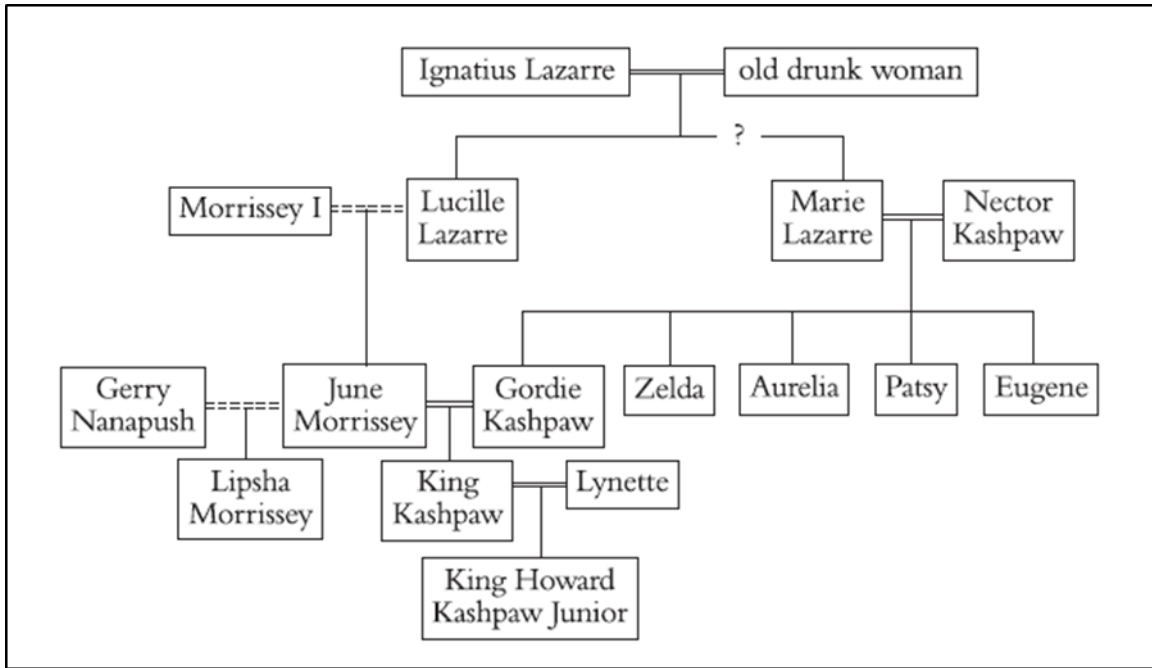 Ignatius Lazarre
old drunk woman
?
Morrissey I
Lucille
Lazarre
Marie
Lazarre
Nector
Kashpaw
Gerry
Nanapush
June
Morrissey
Gordie
Kashpaw
Zelda
Aurelia
Patsy
Eugene
Lipsha
Morrissey
King
Kashpaw
Lynette
King Howard
Kashpaw Junior